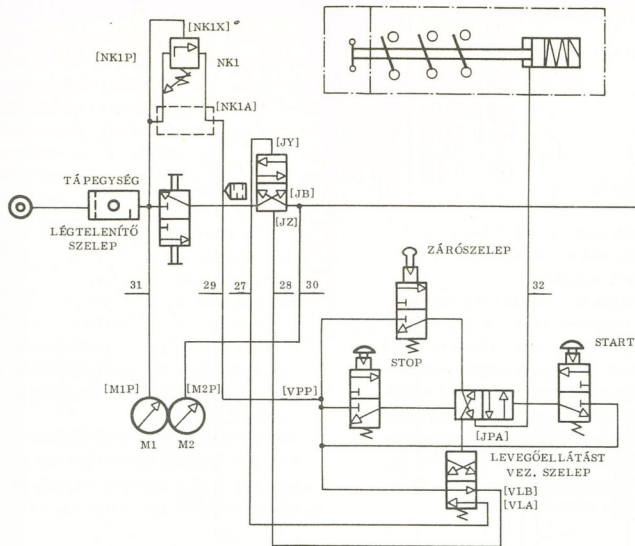 [NK1X]
[NK1P]
NK1
[NK1A]
[JY]
TÁPEGYSÉG
[JB]
LÉGTELENÍTŐ
SZELEP
[JZ]
ZÁRÓSZELEP
31
29
27
28
30
32
START
STOP
[M1P]
[M2P]
[VPP]
[JPA]
M1
M2
LEVEGŐELLÁTÁST
VEZ. SZELEP
[VLB]
[VLA]